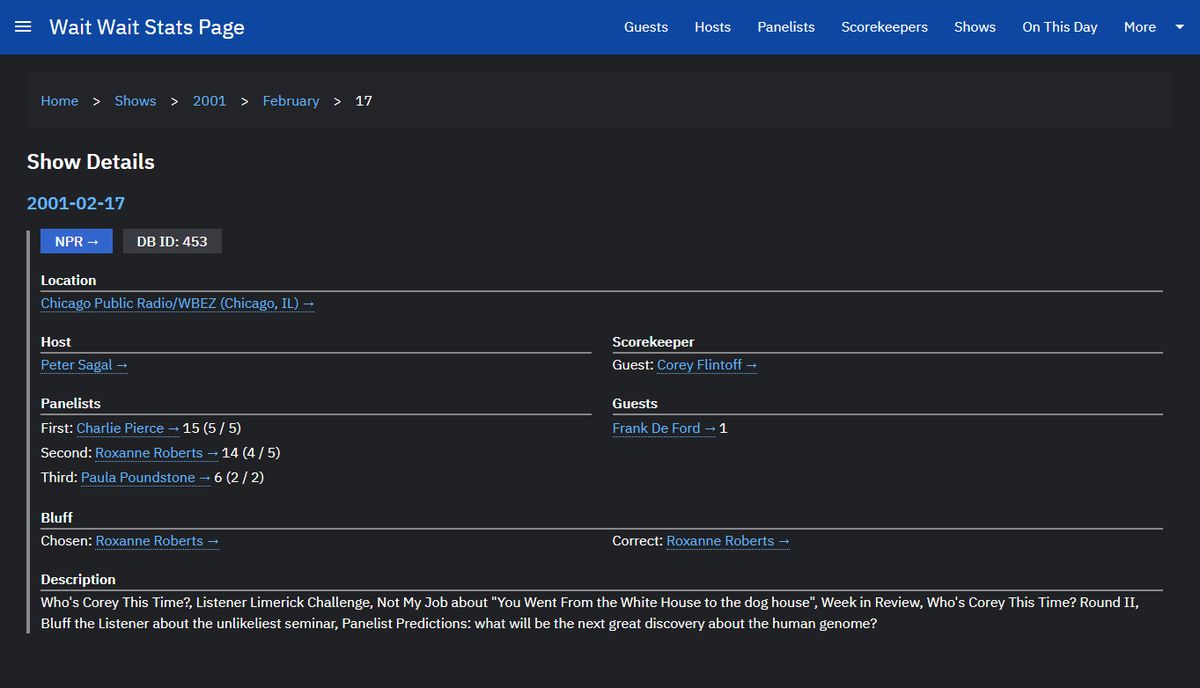 Wait Wait Stats Page
Guests Hosts Panelists Scorekeepers Shows On This Day More
Home > Shows > 2001 > February > 17
Show Details
2001-02-17
NPR → DB ID: 453
Location
Chicago Public Radio/WBEZ (Chicago, IL) →
Host
Peter Sagal →
Scorekeeper
Guest: Corey Flintoff →
Panelists
First: Charlie Pierce → 15 (5 / 5)
Second: Roxanne Roberts → 14 (4 / 5)
Third: Paula Poundstone → 6 (2 / 2)
Guests
Frank De Ford → 1
Bluff
Chosen: Roxanne Roberts →
Correct: Roxanne Roberts →
Description
Who's Corey This Time?, Listener Limerick Challenge, Not My Job about "You Went From the White House to the dog house", Week in Review, Who's Corey This Time? Round II,
Bluff the Listener about the unlikeliest seminar, Panelist Predictions: what will be the next great discovery about the human genome?